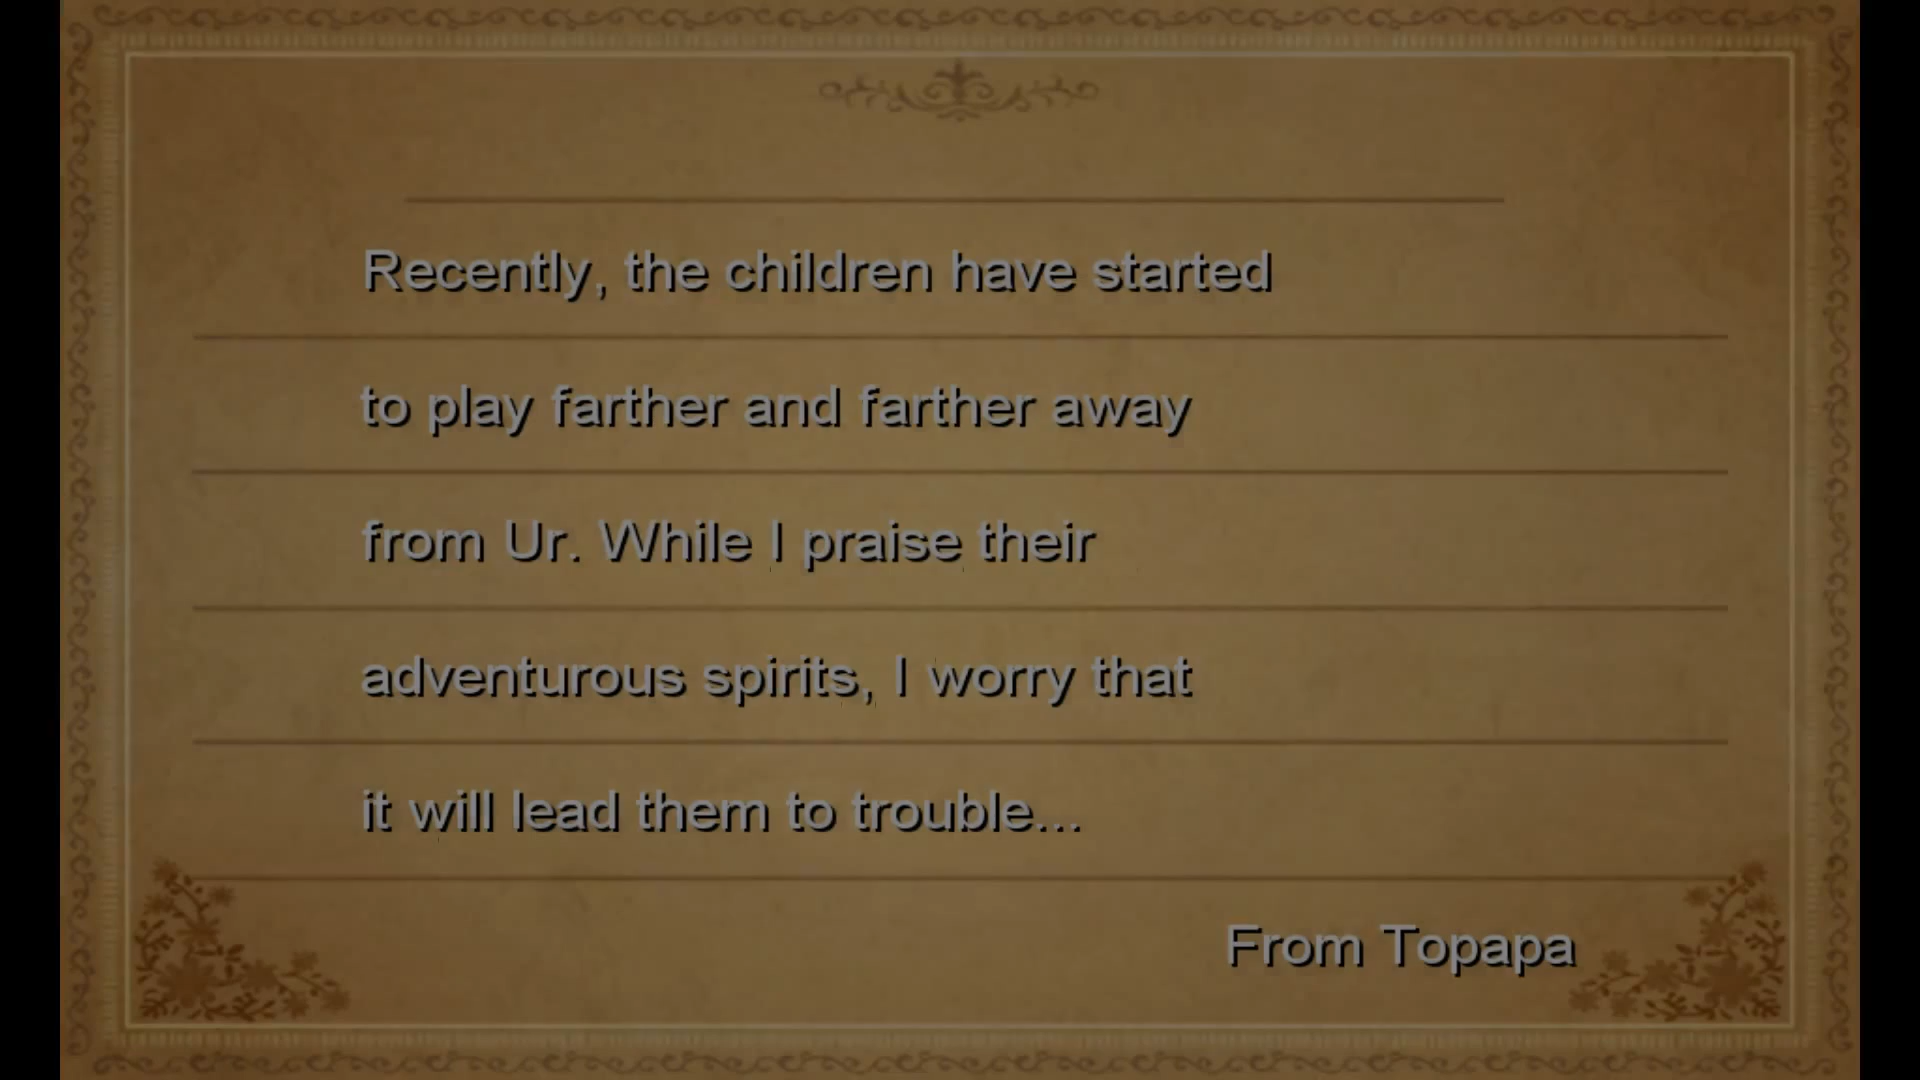 Recently, the children have started
to play farther and farther away
from Ur. While I praise their
adventurous spirits, I worry that
it will lead them to trouble...
From Topapa